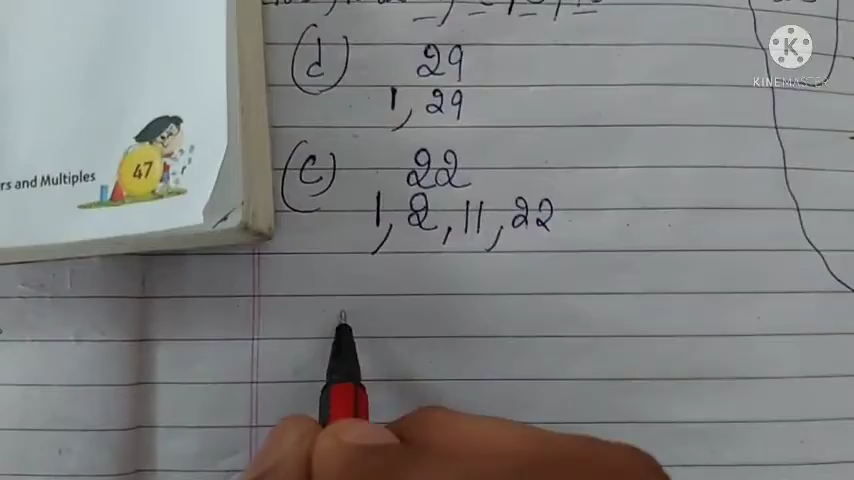 (d) 29
1, 29
(e) 22
1, 2, 11, 22
rs and Multiples
47
K
KINEMASTER